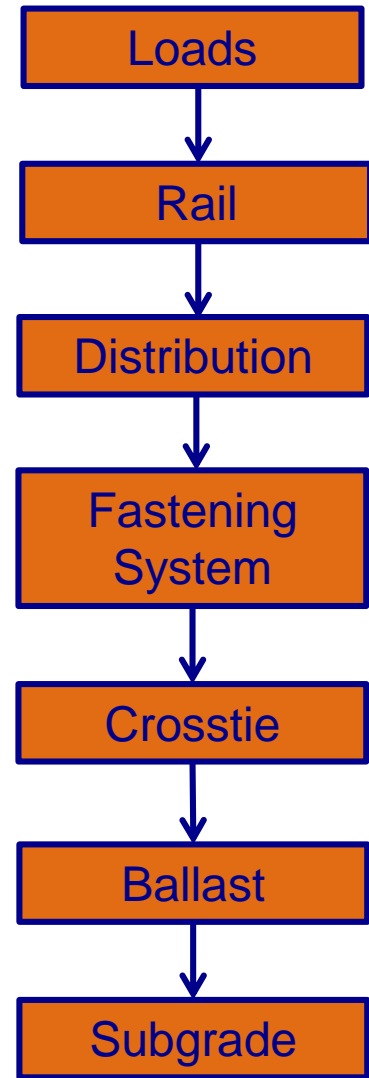 Loads
Rail
Distribution
Fastening
System
Crosstie
Ballast
Subgrade